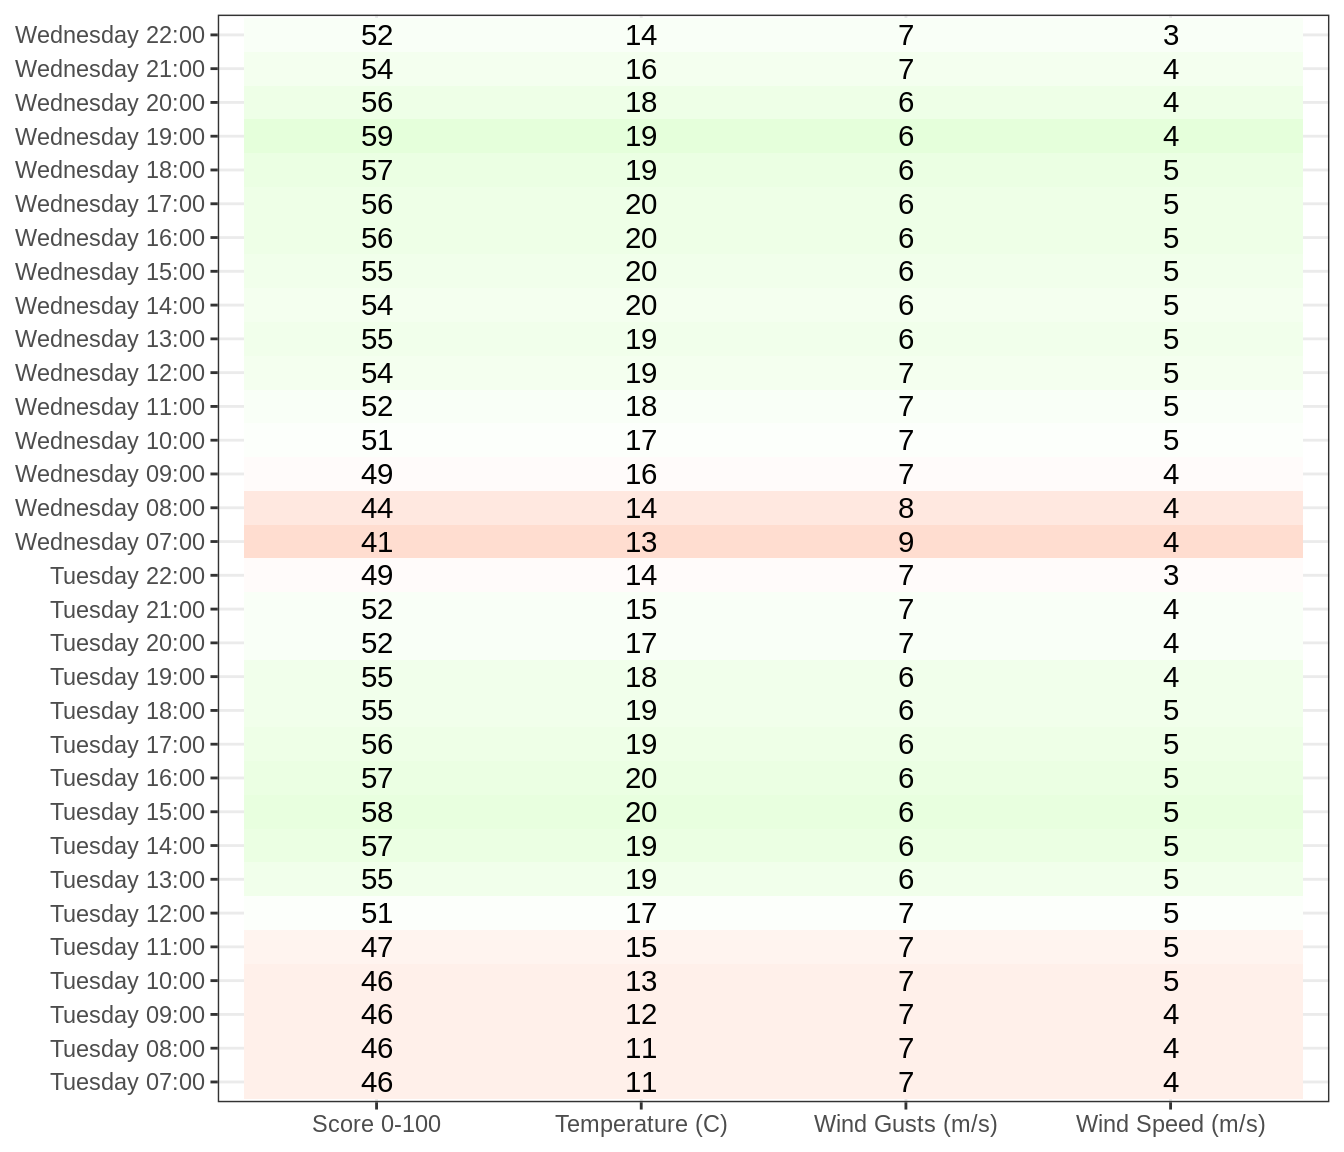 Wednesday 22:00 52 14 7 3
Wednesday 21:00 54 16 7 4
Wednesday 20:00 56 18 6 4
Wednesday 19:00 59 19 6 4
Wednesday 18:00 57 19 6 5
Wednesday 17:00 56 20 6 5
Wednesday 16:00 56 20 6 5
Wednesday 15:00 55 20 6 5
Wednesday 14:00 54 20 6 5
Wednesday 13:00 55 19 6 5
Wednesday 12:00 54 19 7 5
Wednesday 11:00 52 18 7 5
Wednesday 10:00 51 17 7 5
Wednesday 09:00 49 16 7 4
Wednesday 08:00 44 14 8 4
Wednesday 07:00 41 13 9 4
Tuesday 22:00 49 14 7 3
Tuesday 21:00 52 15 7 4
Tuesday 20:00 52 17 7 4
Tuesday 19:00 55 18 6 4
Tuesday 18:00 55 19 6 5
Tuesday 17:00 56 19 6 5
Tuesday 16:00 57 20 6 5
Tuesday 15:00 58 20 6 5
Tuesday 14:00 57 19 6 5
Tuesday 13:00 55 19 6 5
Tuesday 12:00 51 17 7 5
Tuesday 11:00 47 15 7 5
Tuesday 10:00 46 13 7 5
Tuesday 09:00 46 12 7 4
Tuesday 08:00 46 11 7 4
Tuesday 07:00 46 11 7 4
Score 0-100 Temperature (C) Wind Gusts (m/s) Wind Speed (m/s)